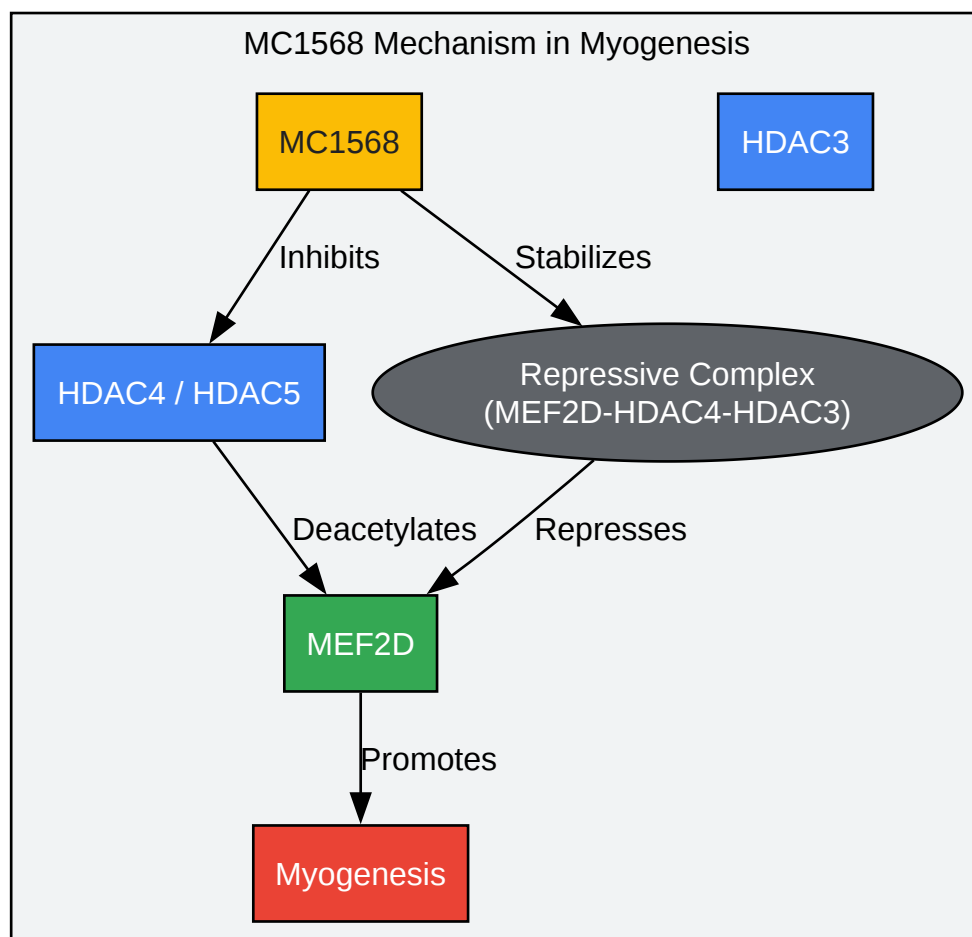 MC1568 Mechanism in Myogenesis
MC1568
HDAC3
Inhibits
Stabilizes
HDAC4 / HDAC5
Repressive Complex
(MEF2D-HDAC4-HDAC3)
Deacetylates
Represses
MEF2D
Promotes
Myogenesis